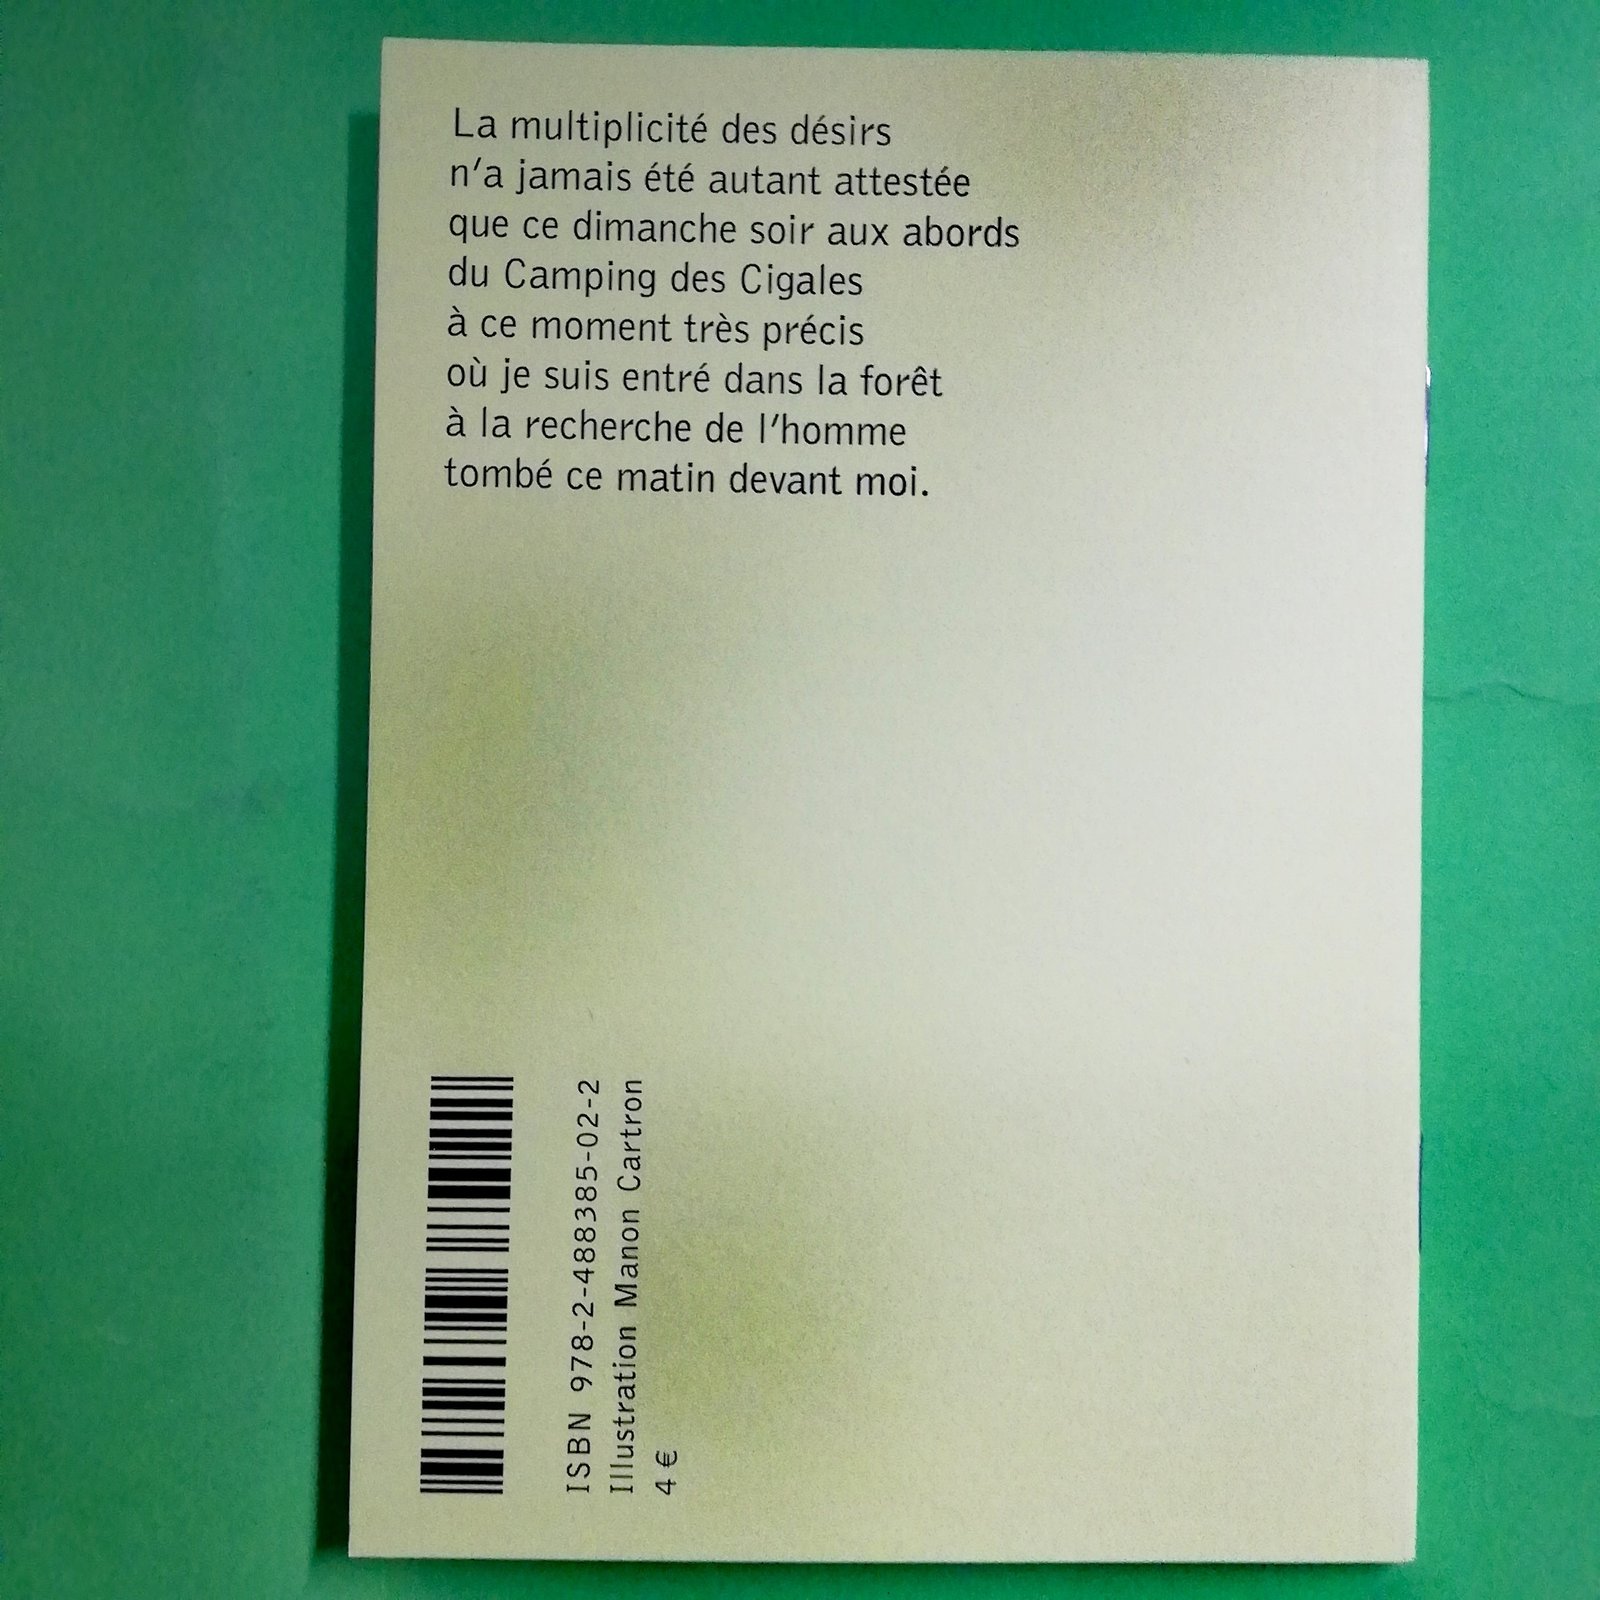 La multiplicité des désirs
n'a jamais été autant attestée
que ce dimanche soir aux abords
du Camping des Cigales
à ce moment très précis
où je suis entré dans la forêt
à la recherche de l'homme
tombé ce matin devant moi.
ISBN 978-2-488385-02-2
Illustration Manon Cartron
4 €